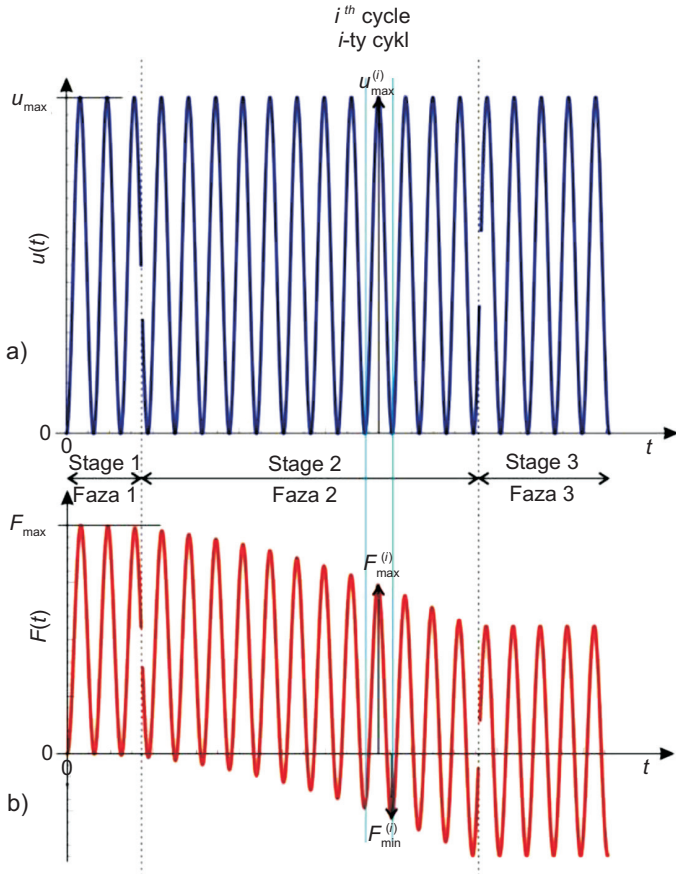 i th cycle
i-ty cykl
u max
u (i) max
u(t)
a)
0
0
t
Stage 1
Stage 2
Stage 3
Faza 1
Faza 2
Faza 3
F max
F (i) max
F(t)
0
0
t
b)
F (i) min